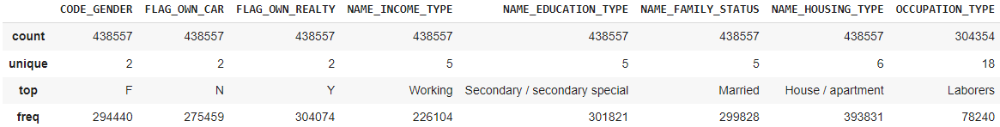 CODE_GENDER FLAG_OWN_CAR FLAG_OWN_REALTY NAME_INCOME_TYPE NAME_EDUCATION_TYPE NAME_FAMILY_STATUS NAME_HOUSING_TYPE OCCUPATION_TYPE
count 438557 438557 438557 438557 438557 438557 438557 304354
unique 2 2 2 5 5 5 6 18
top F N Y Working Secondary / secondary special Married House / apartment Laborers
freq 294440 275459 304074 226104 301821 299828 393831 78240